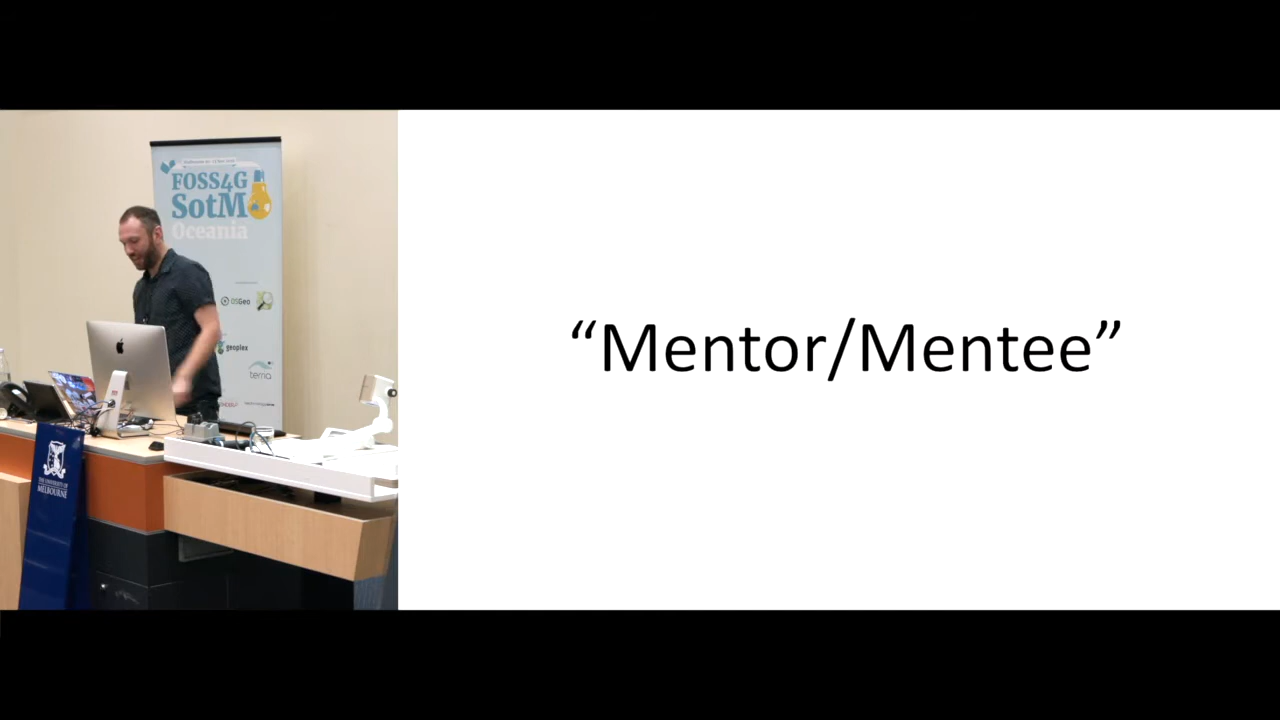 FOSS4G
SotM
Oceania
OSGeo
geoplex
THE UNIVERSITY OF
MELBOURNE
“Mentor/Mentee”